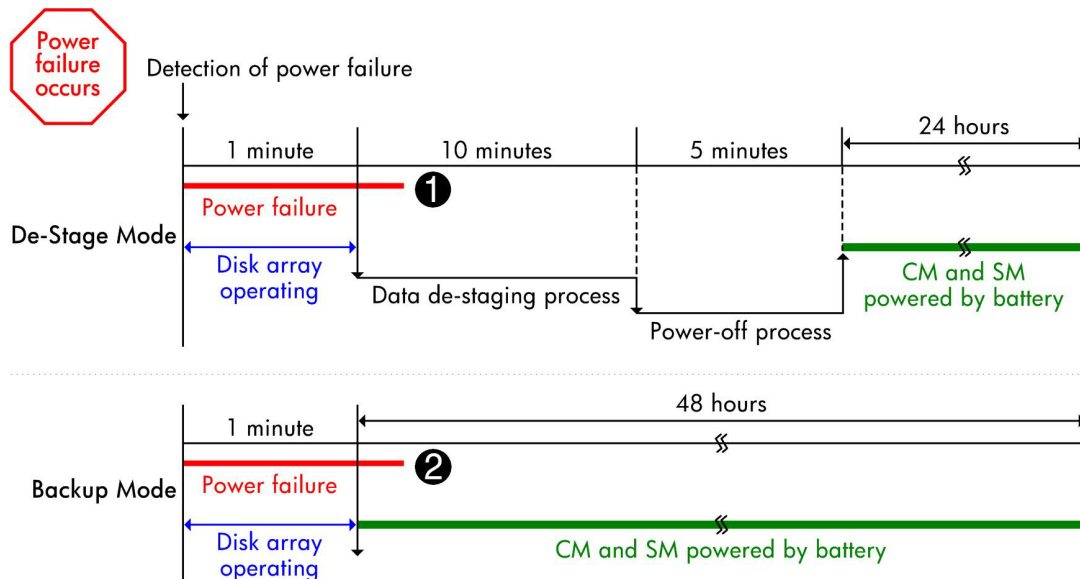 Power
failure
occurs
Detection of power failure
24 hours
1 minute
10 minutes
5 minutes
1
Power failure
De-Stage Mode
Disk array
operating
Data de-staging process
CM and SM
powered by battery
Power-off process
48 hours
1 minute
2
Power failure
Backup Mode
Disk array
operating
CM and SM powered by battery